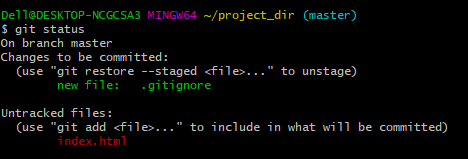 Dell@DESKTOP-NCGCSA3 MINGW64 ~/project_dir (master)
$ git status
On branch master
Changes to be committed:
  (use "git restore --staged <file>..." to unstage)
        new file:   .gitignore

Untracked files:
  (use "git add <file>..." to include in what will be committed)
        index.html